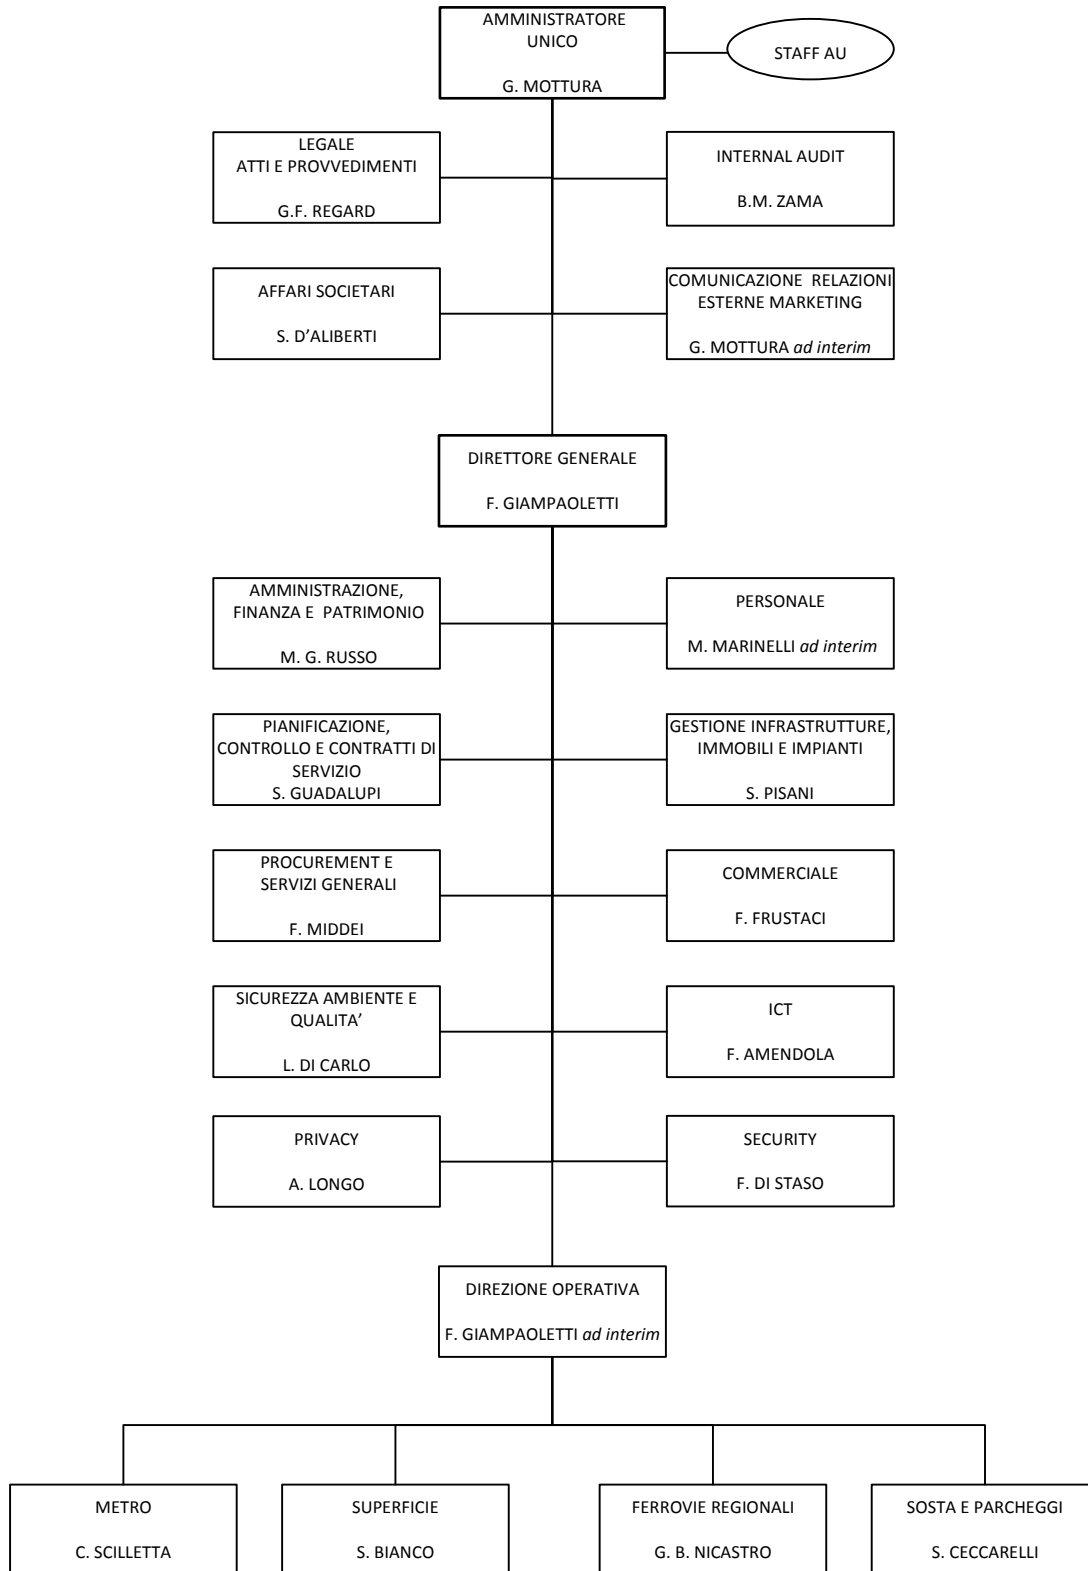 AMMINISTRATORE
UNICO
G. MOTTURA
STAFF AU
LEGALE
ATTI E PROVVEDIMENTI
G.F. REGARD
INTERNAL AUDIT
B.M. ZAMA
AFFARI SOCIETARI
S. D’ALIBERTI
COMUNICAZIONE RELAZIONI
ESTERNE MARKETING
G. MOTTURA ad interim
DIRETTORE GENERALE
F. GIAMPAOLETTI
AMMINISTRAZIONE,
FINANZA E PATRIMONIO
M. G. RUSSO
PERSONALE
M. MARINELLI ad interim
PIANIFICAZIONE,
CONTROLLO E CONTRATTI DI
SERVIZIO
S. GUADALUPI
GESTIONE INFRASTRUTTURE,
IMMOBILI E IMPIANTI
S. PISANI
PROCUREMENT E
SERVIZI GENERALI
F. MIDDEI
COMMERCIALE
F. FRUSTACI
SICUREZZA AMBIENTE E
QUALITA’
L. DI CARLO
ICT
F. AMENDOLA
PRIVACY
A. LONGO
SECURITY
F. DI STASO
DIREZIONE OPERATIVA
F. GIAMPAOLETTI ad interim
METRO
C. SCILLETTA
SUPERFICIE
S. BIANCO
FERROVIE REGIONALI
G. B. NICASTRO
SOSTA E PARCHEGGI
S. CECCARELLI